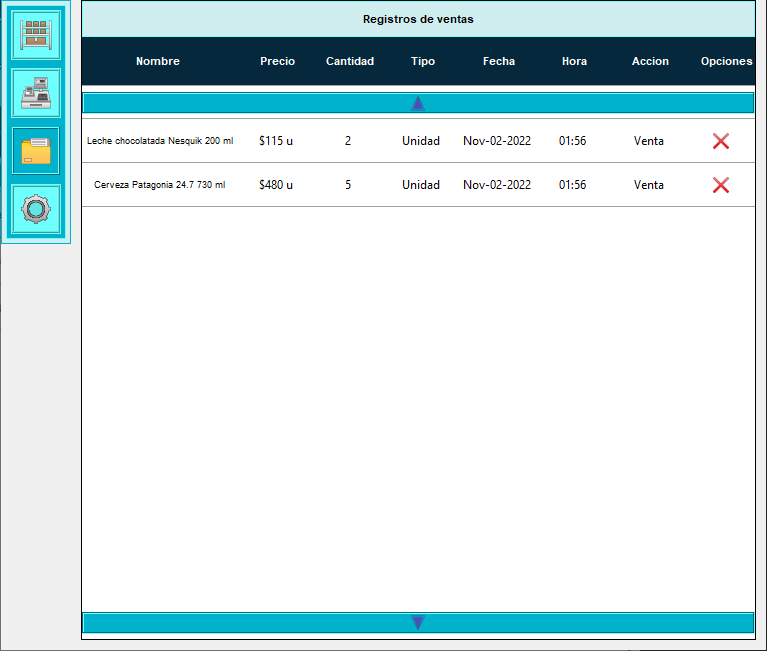 Registros de ventas
Nombre Precio Cantidad Tipo Fecha Hora Accion Opciones
Leche chocolatada Nesquik 200 ml $115 u 2 Unidad Nov-02-2022 01:56 Venta
Cerveza Patagonia 24.7 730 ml $480 u 5 Unidad Nov-02-2022 01:56 Venta